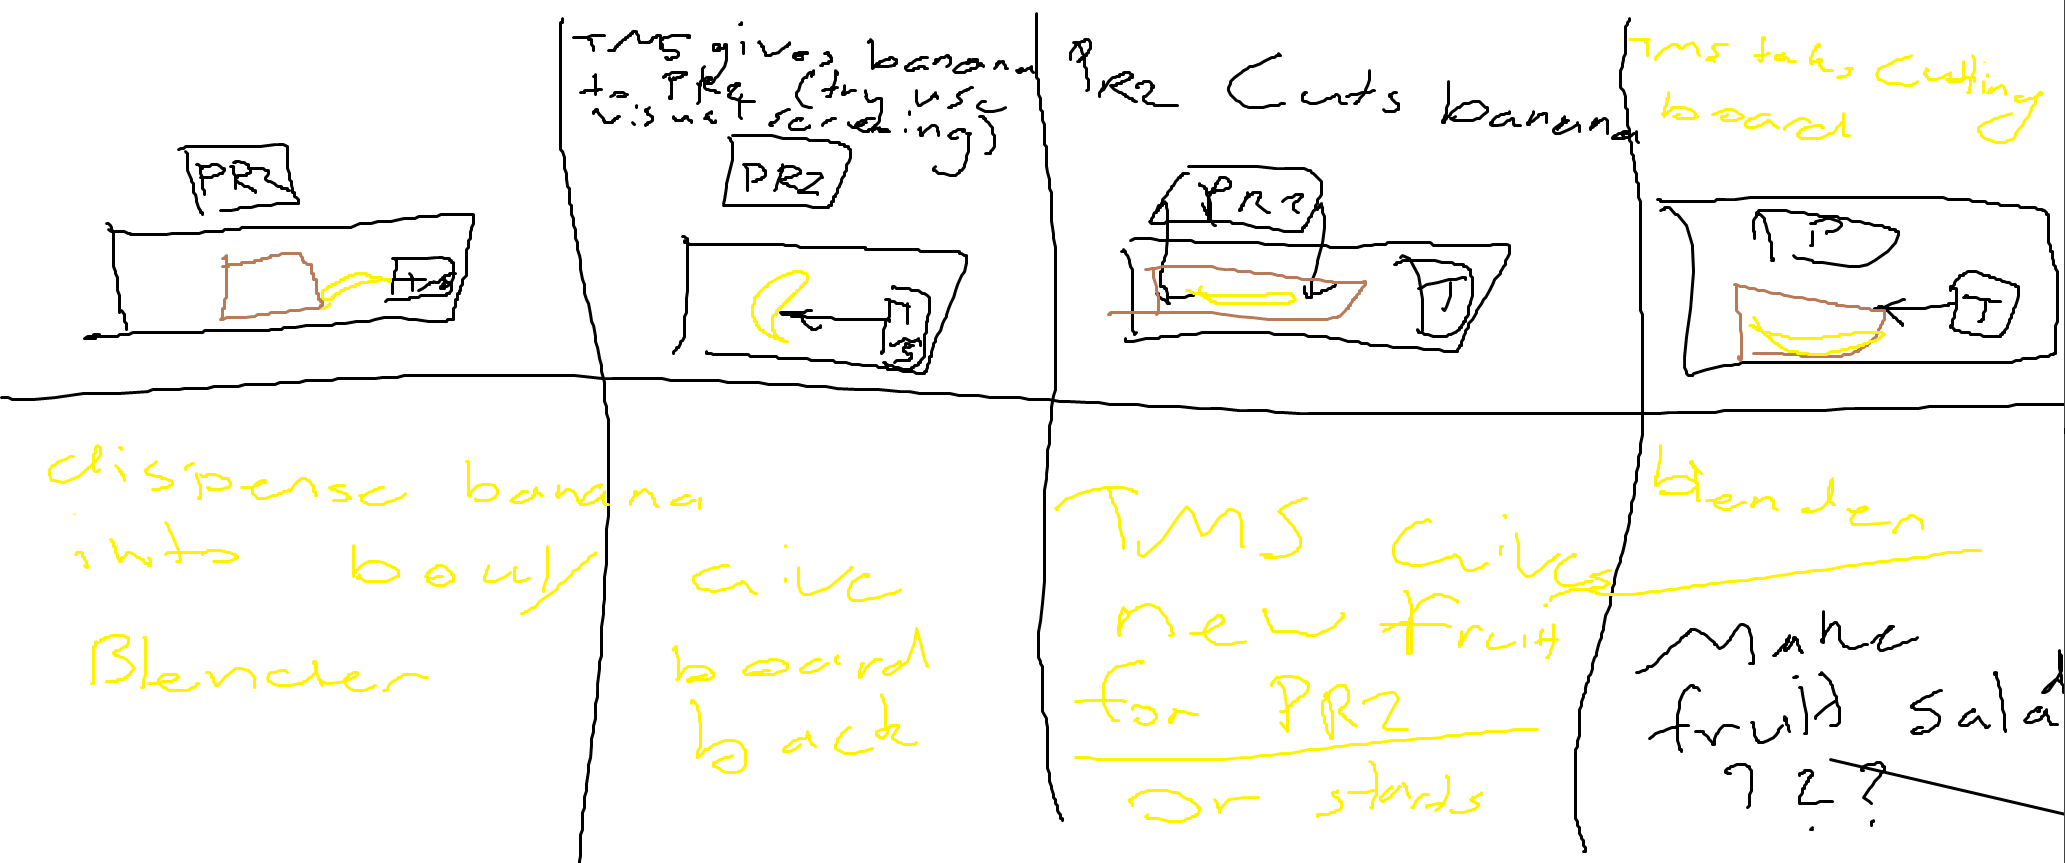 PR2
TMS gives banana
to PR2 (try use
visual servoing)
PR2
T
S
PR2 Cuts banana
PR2
T
TMS takes Cutting
board
P
T
dispense banana
into bowl/
Blender
Give
board
back
TMS Gives
new fruit
for PR2
or starts
blender
Make
fruit salad
???